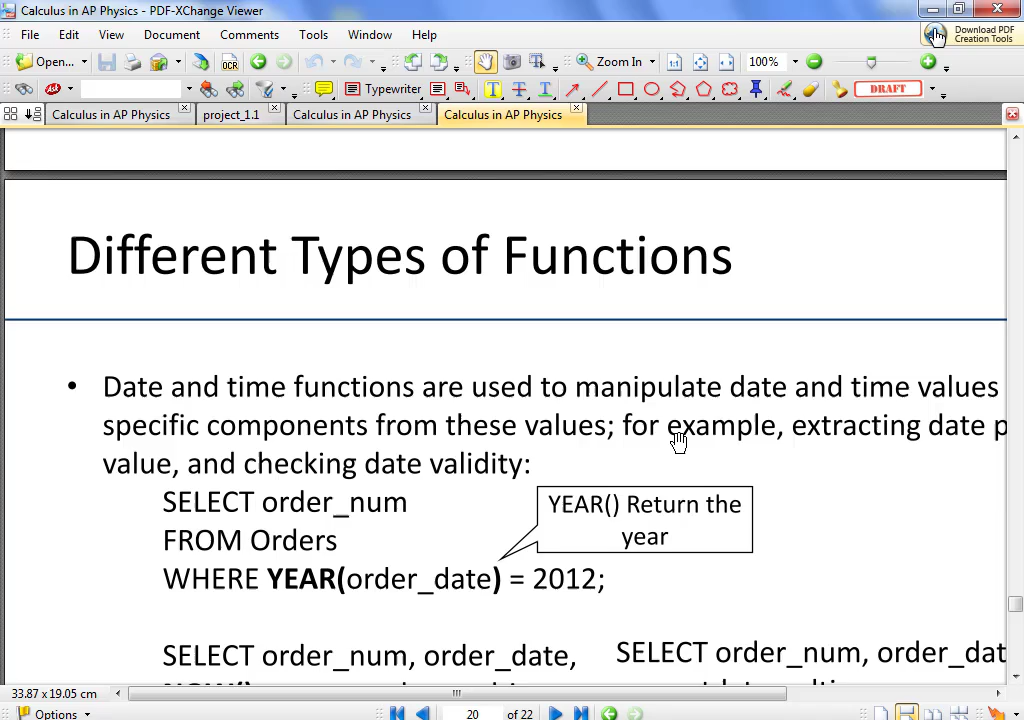 Calculus in AP Physics - PDF-XChange Viewer
File Edit View Document Comments Tools Window Help
Download PDF
Creation Tools
Open... OCR Zoom In 100%
Typewriter DRAFT
Calculus in AP Physics project_1.1 Calculus in AP Physics Calculus in AP Physics
Different Types of Functions
• Date and time functions are used to manipulate date and time values
specific components from these values; for example, extracting date p
value, and checking date validity:
SELECT order_num
FROM Orders
WHERE YEAR(order_date) = 2012;
YEAR() Return the
year
SELECT order_num, order_date,
SELECT order_num, order_dat
33.87 x 19.05 cm
Options 20 of 22